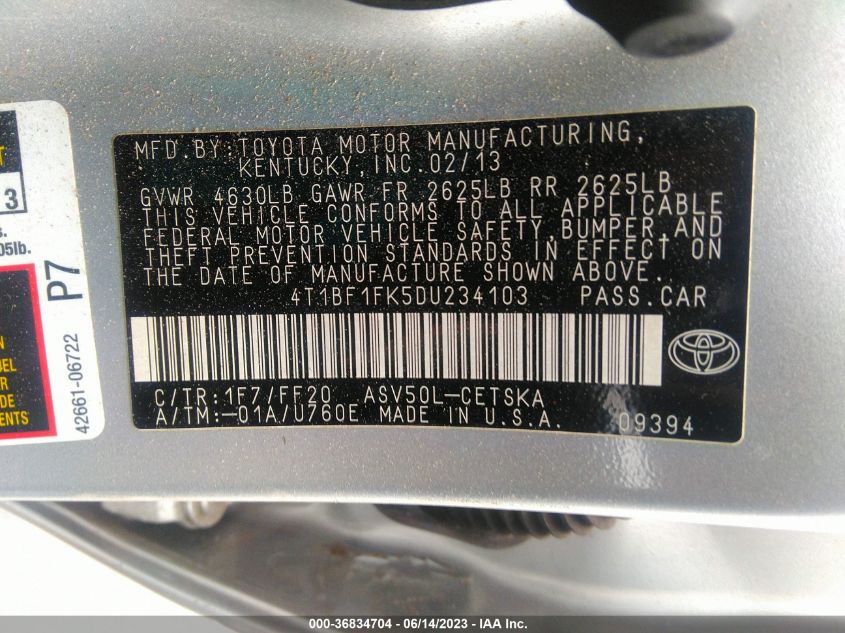 MFD.BY:TOYOTA MOTOR MANUFACTURING,
KENTUCKY,INC.02/13
GVWR 4630LB GAWR FR 2625LB RR 2625LB
THIS VEHICLE CONFORMS TO ALL APPLICABLE
FEDERAL MOTOR VEHICLE SAFETY,BUMPER,AND
THEFT PREVENTION STANDARDS IN EFFECT ON
THE DATE OF MANUFACTURE SHOWN ABOVE.
4T1BF1FK5DU234103 PASS.CAR
C/TR:1F7/FF20 ASV50L-CETSKA
A/TM:-01A/U760E MADE IN U.S.A. 09394
3
05lb.
P7
42661-06722
000-36834704 - 06/14/2023 - IAA Inc.